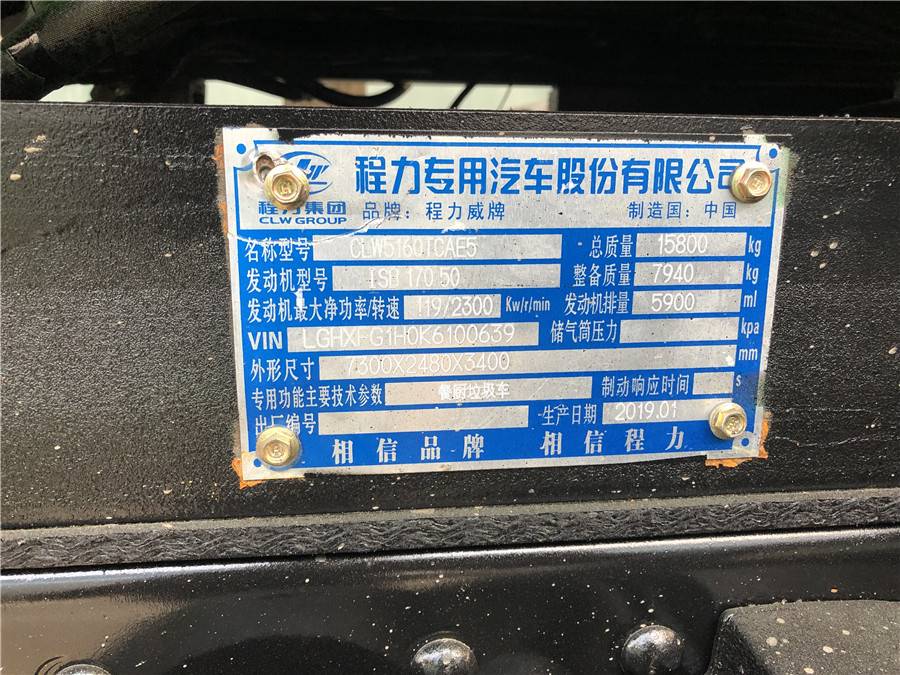 程力专用汽车股份有限公司
程力集团
CLW GROUP
品牌：程力威牌 制造国：中国
名称型号 CLW5160TCAE5 总质量 15800 kg
发动机型号 ISB 170 50 整备质量 7940 kg
发动机最大净功率/转速 119/2300 Kw/r/min 发动机排量 5900 ml
VIN 储气筒压力 kpa
外形尺寸 7300X2480X3400 mm
专用功能主要技术参数 餐厨垃圾车 制动响应时间 s
出厂编号 生产日期 2019.01
相信品牌 相信程力